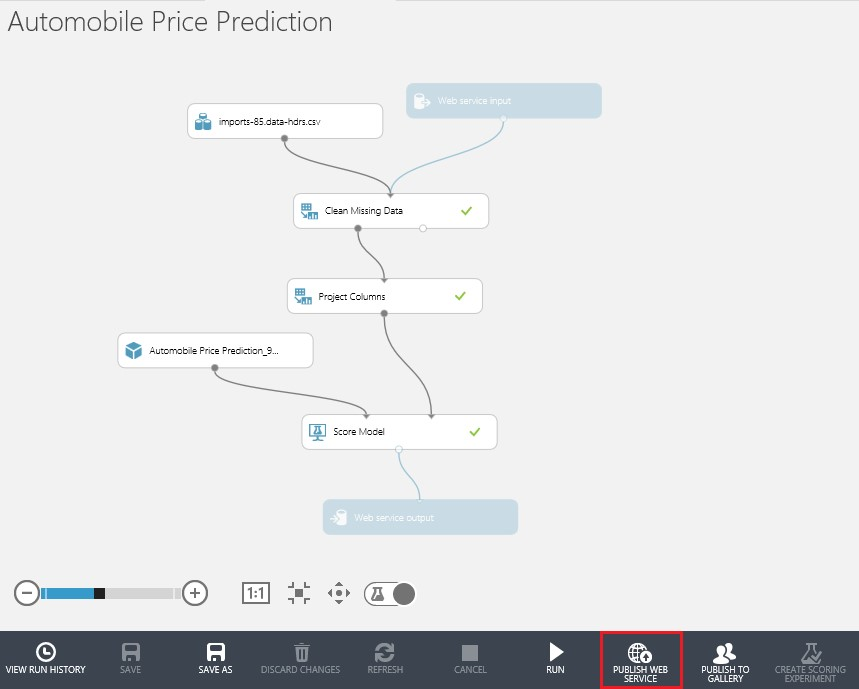 Automobile Price Prediction
Web service input
imports-85.data-hdrs.csv
Clean Missing Data
Project Columns
Automobile Price Prediction_9...
Score Model
Web service output
1:1
VIEW RUN HISTORY
SAVE
SAVE AS
DISCARD CHANGES
REFRESH
CANCEL
RUN
PUBLISH WEB
SERVICE
PUBLISH TO
GALLERY
CREATE SCORING
EXPERIMENT